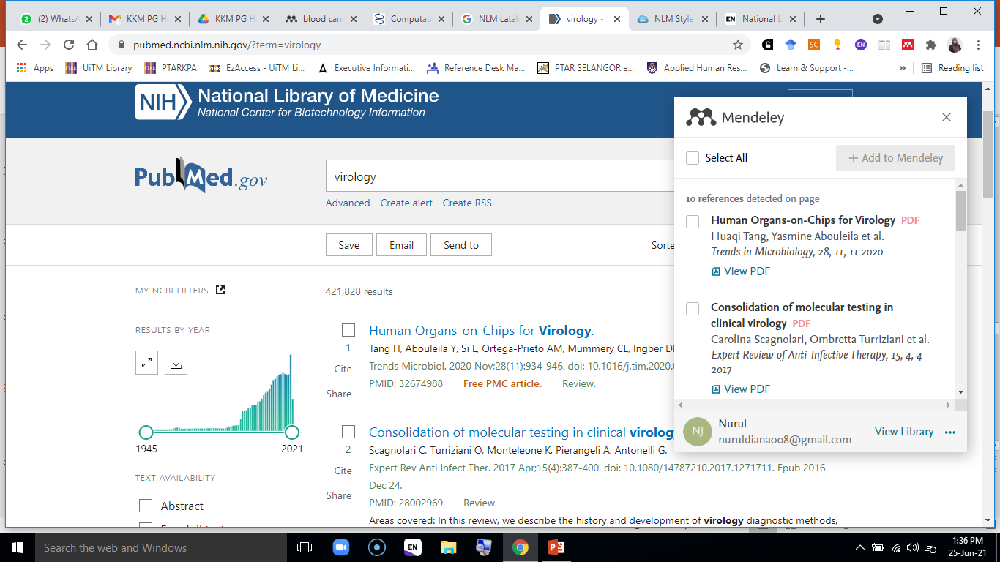 (2) WhatsA
KKM PG H
KKM PG H
blood can
Computati
NLM catal
virology - S
NLM Style
National Li
pubmed.ncbi.nlm.nih.gov/?term=virology
Apps
UiTM Library
PTARKPA
EzAccess - UiTM Li...
Executive Informati...
Reference Desk Ma...
PTAR SELANGOR e...
Applied Human Res...
Learn & Support -...
»
Reading list
NIH
National Library of Medicine
National Center for Biotechnology Information
PubMed.gov
virology
Advanced
Create alert
Create RSS
Save
Email
Send to
Sorte
MY NCBI FILTERS
421,828 results
RESULTS BY YEAR
1945
2021
TEXT AVAILABILITY
Abstract
Human Organs-on-Chips for Virology.
1
Tang H, Abouleila Y, Si L, Ortega-Prieto AM, Mummery CL, Ingber D
Cite
Trends Microbiol. 2020 Nov;28(11):934-946. doi: 10.1016/j.tim.2020.
PMID: 32674988
Free PMC article.
Review.
Share
Consolidation of molecular testing in clinical virology
2
Scagnolari C, Turriziani O, Monteleone K, Pierangeli A, Antonelli G.
Cite
Expert Rev Anti Infect Ther. 2017 Apr;15(4):387-400. doi: 10.1080/14787210.2017.1271711. Epub 2016
Dec 24.
Share
PMID: 28002969
Review.
Areas covered: In this review, we describe the history and development of virology diagnostic methods,
Mendeley
Select All
+ Add to Mendeley
10 references detected on page
Human Organs-on-Chips for Virology PDF
Huaqi Tang, Yasmine Abouleila et al.
Trends in Microbiology, 28, 11, 11 2020
View PDF
Consolidation of molecular testing in
clinical virology PDF
Carolina Scagnolari, Ombretta Turriziani et al.
Expert Review of Anti-Infective Therapy, 15, 4, 4
2017
View PDF
NJ
Nurul
nuruldiana008@gmail.com
View Library
Search the web and Windows
EN
1:36 PM
25-Jun-21